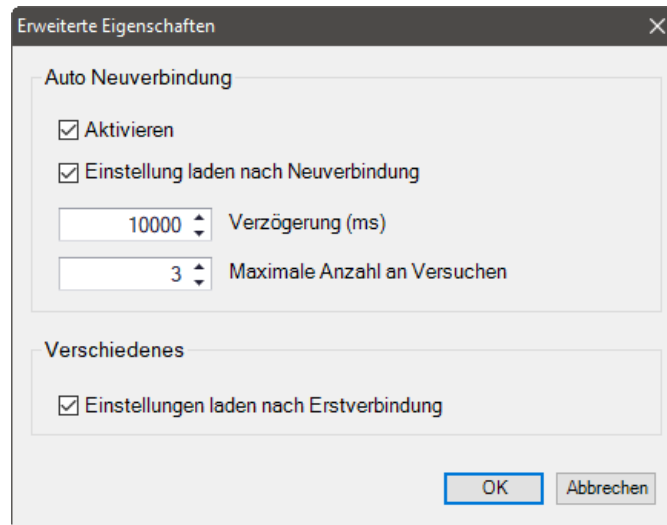 Erweiterte Eigenschaften
Auto Neuverbindung
Aktivieren
Einstellung laden nach Neuverbindung
10000 Verzögerung (ms)
3 Maximale Anzahl an Versuchen
Verschiedenes
Einstellungen laden nach Erstverbindung
OK Abbrechen